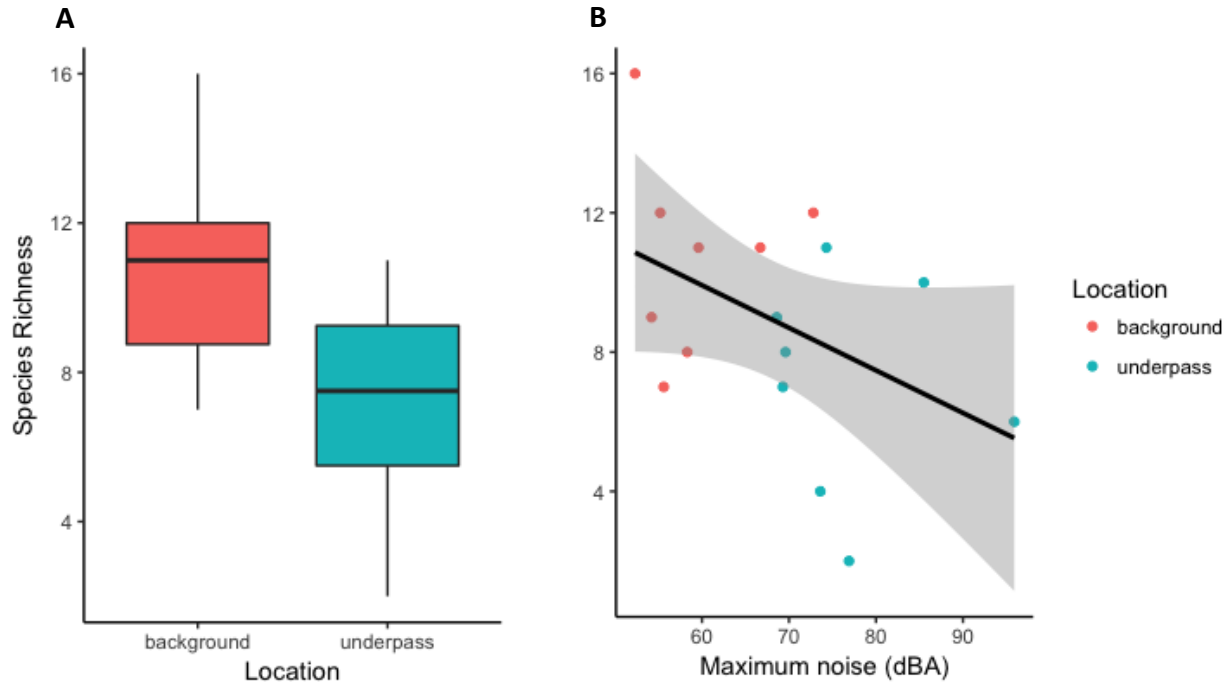 A
Species Richness
16
12
8
4
background
underpass
Location
B
16
12
8
4
60
70
80
90
Maximum noise (dBA)
Location
background
underpass